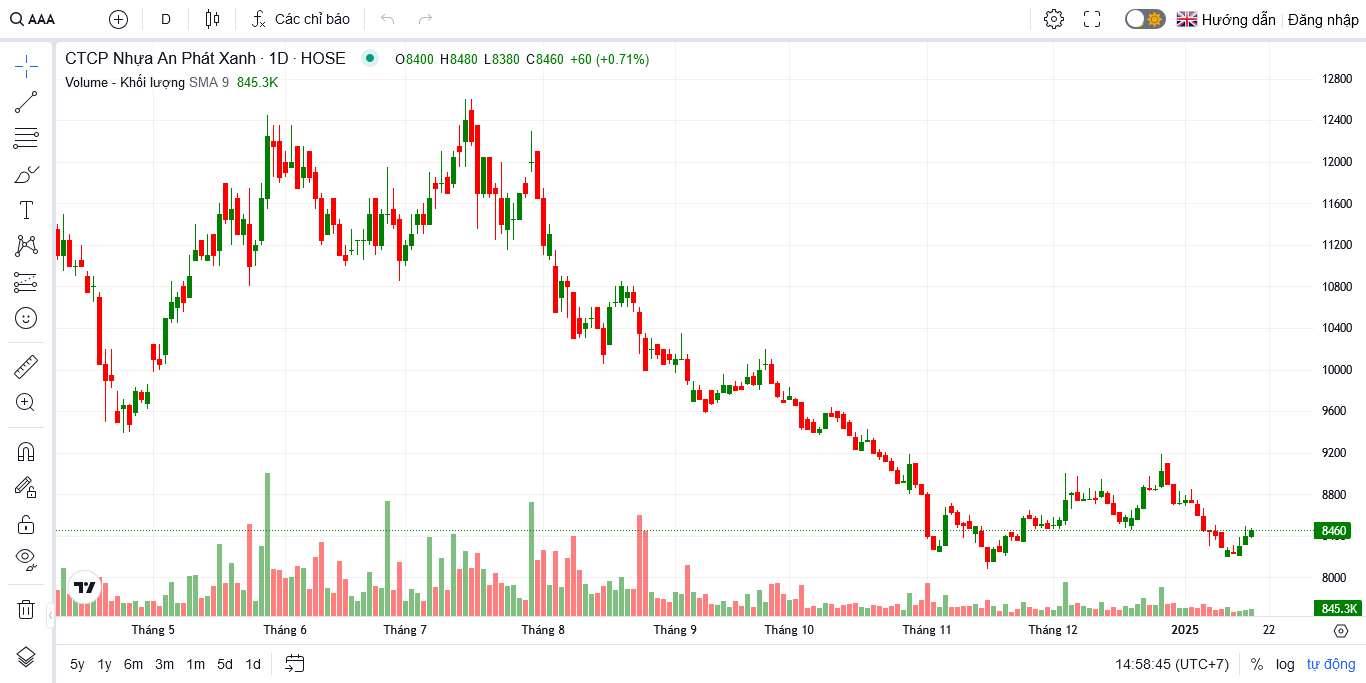 AAA D Các chỉ báo Hướng dẫn Đăng nhập
CTCP Nhựa An Phát Xanh · 1D · HOSE O8400 H8480 L8380 C8460 +60 (+0.71%)
Volume - Khối lượng SMA 9 845.3K
12800
12400
12000
11600
11200
10800
10400
10000
9600
9200
8800
8460
8000
845.3K
Tháng 5 Tháng 6 Tháng 7 Tháng 8 Tháng 9 Tháng 10 Tháng 11 Tháng 12 2025 22
5y 1y 6m 3m 1m 5d 1d 14:58:45 (UTC+7) % log tự động